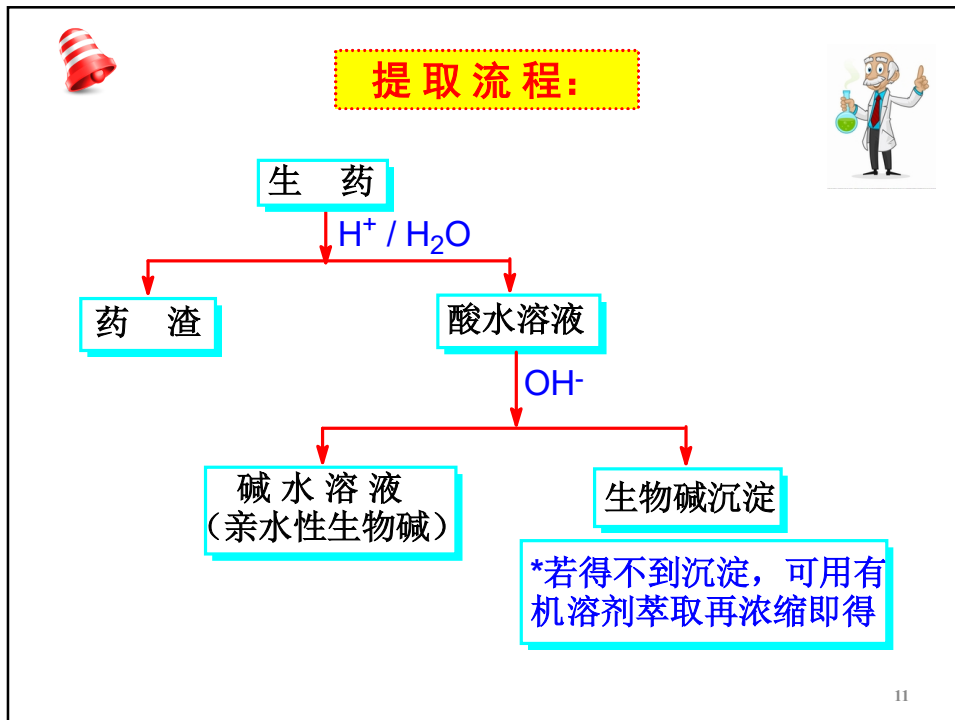 提 取 流 程：
生 药
H⁺ / H₂O
药 渣
酸水溶液
OH⁻
碱 水 溶 液
（亲水性生物碱）
生物碱沉淀
*若得不到沉淀，可用有
机溶剂萃取再浓缩即得
11